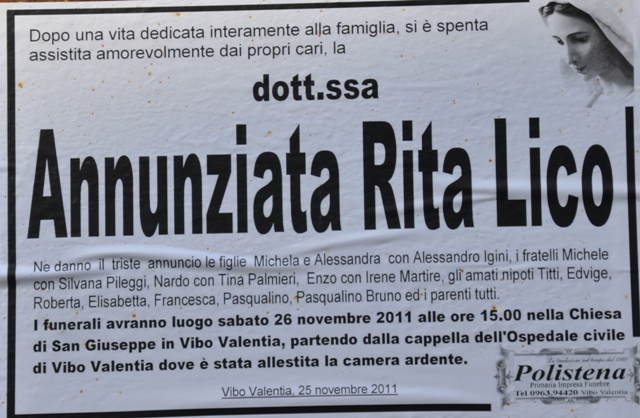 Dopo una vita dedicata interamente alla famiglia, si è spenta
assistita amorevolmente dai propri cari, la
dott.ssa
Annunziata Rita Lico
Ne danno il triste annuncio le figlie Michela e Alessandra con Alessandro Igini, i fratelli Michele
con Silvana Pileggi, Nardo con Tina Palmieri, Enzo con Irene Martire, gli amati nipoti Titti, Edvige,
Roberta, Elisabetta, Francesca, Pasqualino, Pasqualino Bruno ed i parenti tutti.
I funerali avranno luogo sabato 26 novembre 2011 alle ore 15.00 nella Chiesa
di San Giuseppe in Vibo Valentia, partendo dalla cappella dell'Ospedale civile
di Vibo Valentia dove è stata allestita la camera ardente.
Vibo Valentia, 25 novembre 2011
Polistena
Primaria Impresa Funebre
Tel 0963.94420 Vibo Valentia